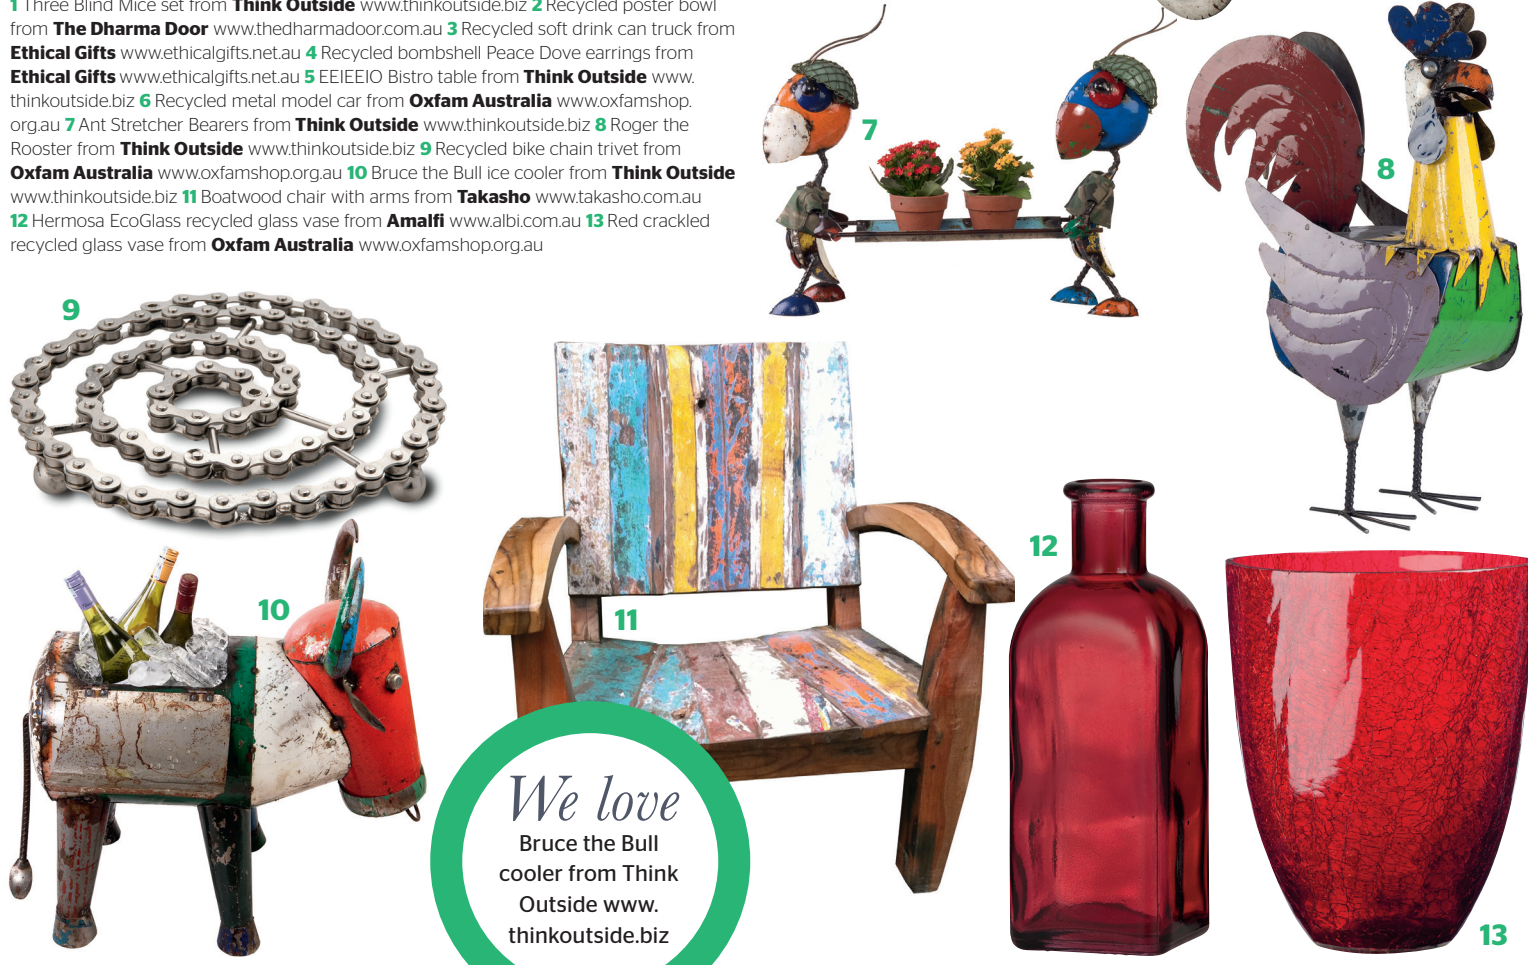 1 Three Blind Mice set from Think Outside www.thinkoutside.biz 2 Recycled poster bowl
from The Dharma Door www.thedharmadoor.com.au 3 Recycled soft drink can truck from
Ethical Gifts www.ethicalgifts.net.au 4 Recycled bombshell Peace Dove earrings from
Ethical Gifts www.ethicalgifts.net.au 5 EEIEEIO Bistro table from Think Outside www.
thinkoutside.biz 6 Recycled metal model car from Oxfam Australia www.oxfamshop.
org.au 7 Ant Stretcher Bearers from Think Outside www.thinkoutside.biz 8 Roger the
Rooster from Think Outside www.thinkoutside.biz 9 Recycled bike chain trivet from
Oxfam Australia www.oxfamshop.org.au 10 Bruce the Bull ice cooler from Think Outside
www.thinkoutside.biz 11 Boatwood chair with arms from Takasho www.takasho.com.au
12 Hermosa EcoGlass recycled glass vase from Amalfi www.albi.com.au 13 Red crackled
recycled glass vase from Oxfam Australia www.oxfamshop.org.au
7
8
9
10
11
12
13
We love
Bruce the Bull
cooler from Think
Outside www.
thinkoutside.biz